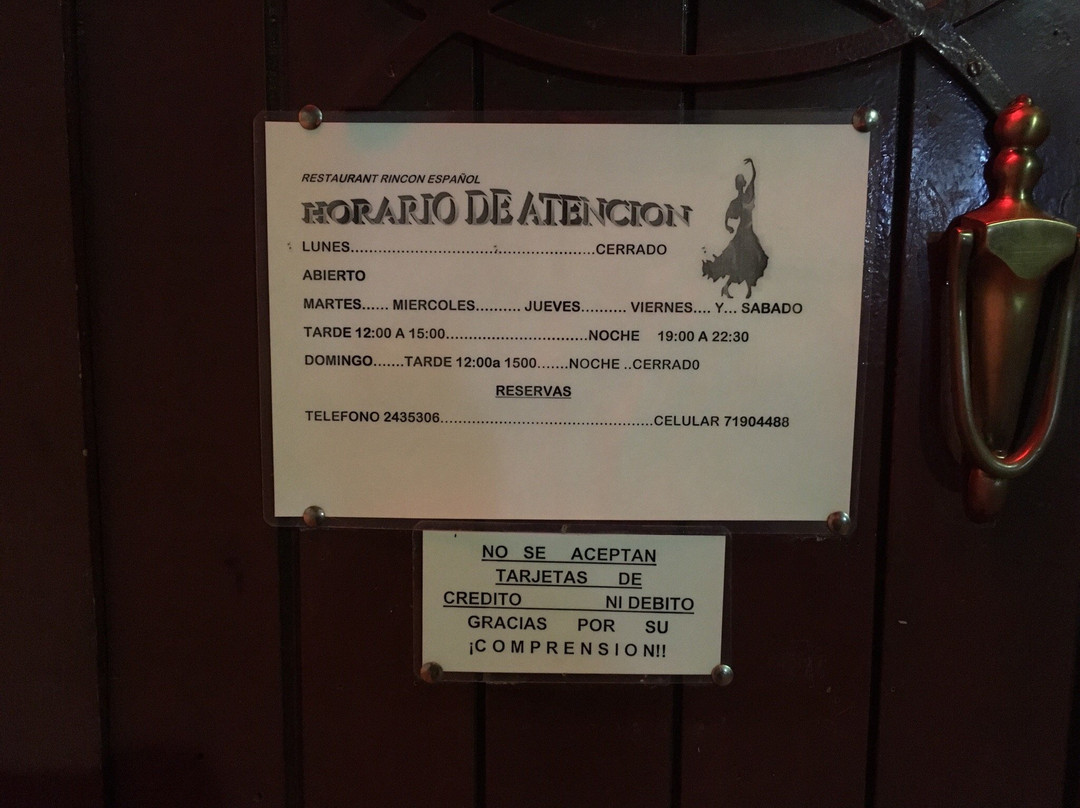 RESTAURANT RINCON ESPAÑOL
HORARIO DE ATENCION
LUNES.....................................................CERRADO
ABIERTO
MARTES...... MIERCOLES.......... JUEVES.......... VIERNES.... Y... SABADO
TARDE 12:00 A 15:00................................NOCHE 19:00 A 22:30
DOMINGO.......TARDE 12:00a 1500.......NOCHE ..CERRAD0
RESERVAS
TELEFONO 2435306................................................CELULAR 71904488
NO SE ACEPTAN
TARJETAS DE
CREDITO NI DEBITO
GRACIAS POR SU
¡COMPRENSION!!